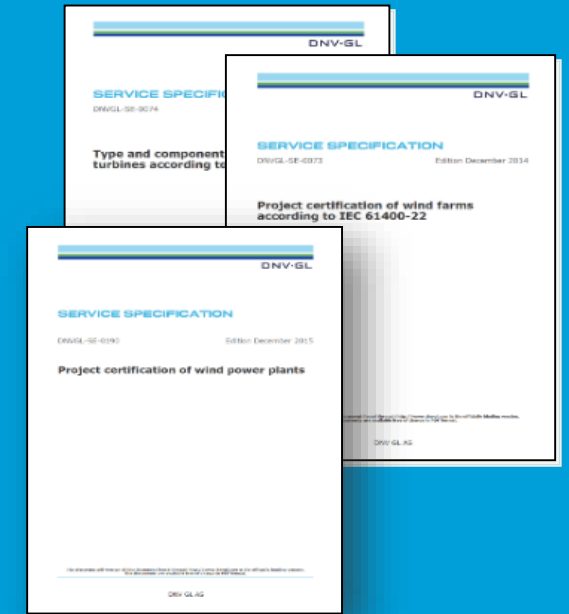 DNV·GL
SERVICE SPECIFI
DNVGL-SE-0074
Type and component
turbines according to
DNV·GL
SERVICE SPECIFICATION
DNVGL-SE-0073 Edition December 2014
Project certification of wind farms
according to IEC 61400-22
DNV GL AS
DNV·GL
SERVICE SPECIFICATION
DNVGL-SE-0190 Edition December 2015
Project certification of wind power plants
DNV GL AS